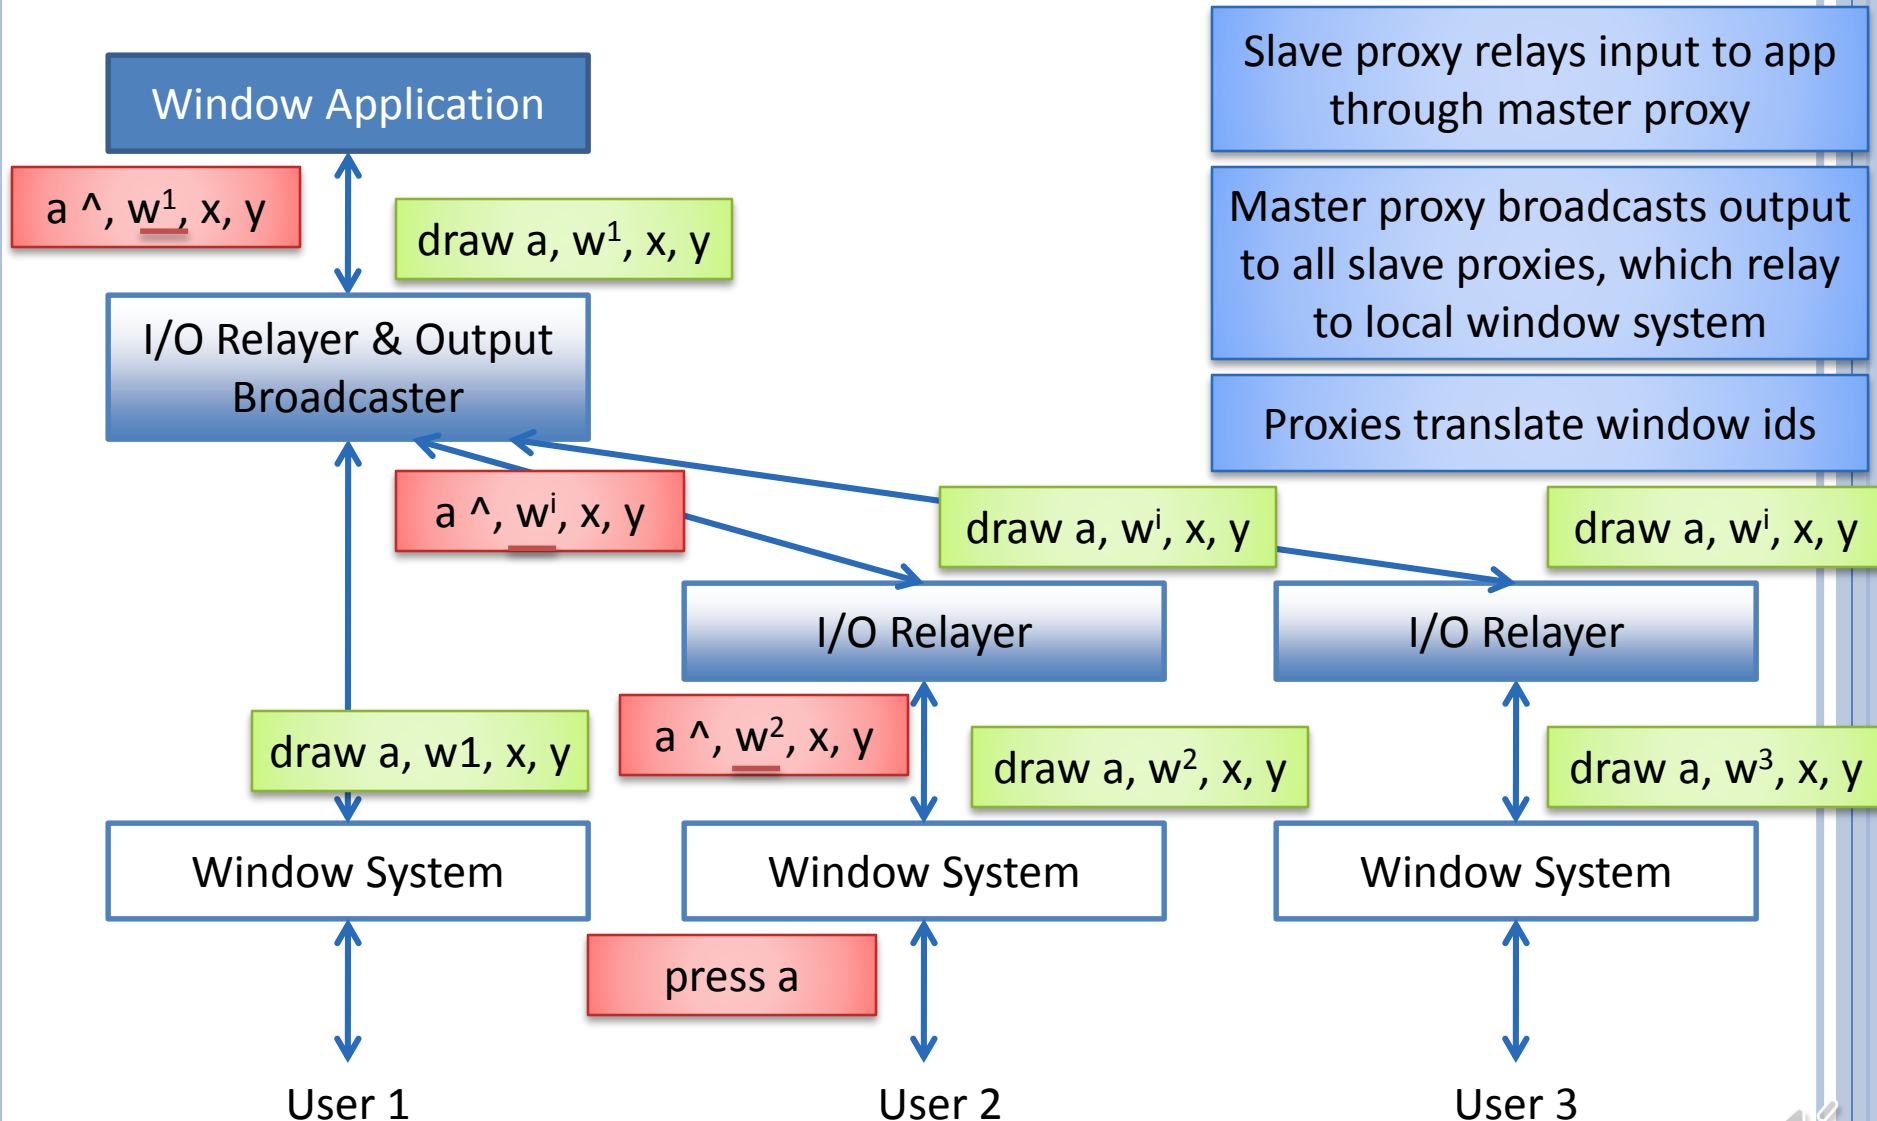 Slave proxy relays input to app
through master proxy
Window Application
a ^, w¹, x, y
draw a, w¹, x, y
Master proxy broadcasts output
to all slave proxies, which relay
to local window system
I/O Relayer & Output
Broadcaster
Proxies translate window ids
a ^, wⁱ, x, y
draw a, wⁱ, x, y
draw a, wⁱ, x, y
I/O Relayer
I/O Relayer
draw a, w1, x, y
a ^, w², x, y
draw a, w², x, y
draw a, w³, x, y
Window System
Window System
Window System
press a
User 1
User 2
User 3